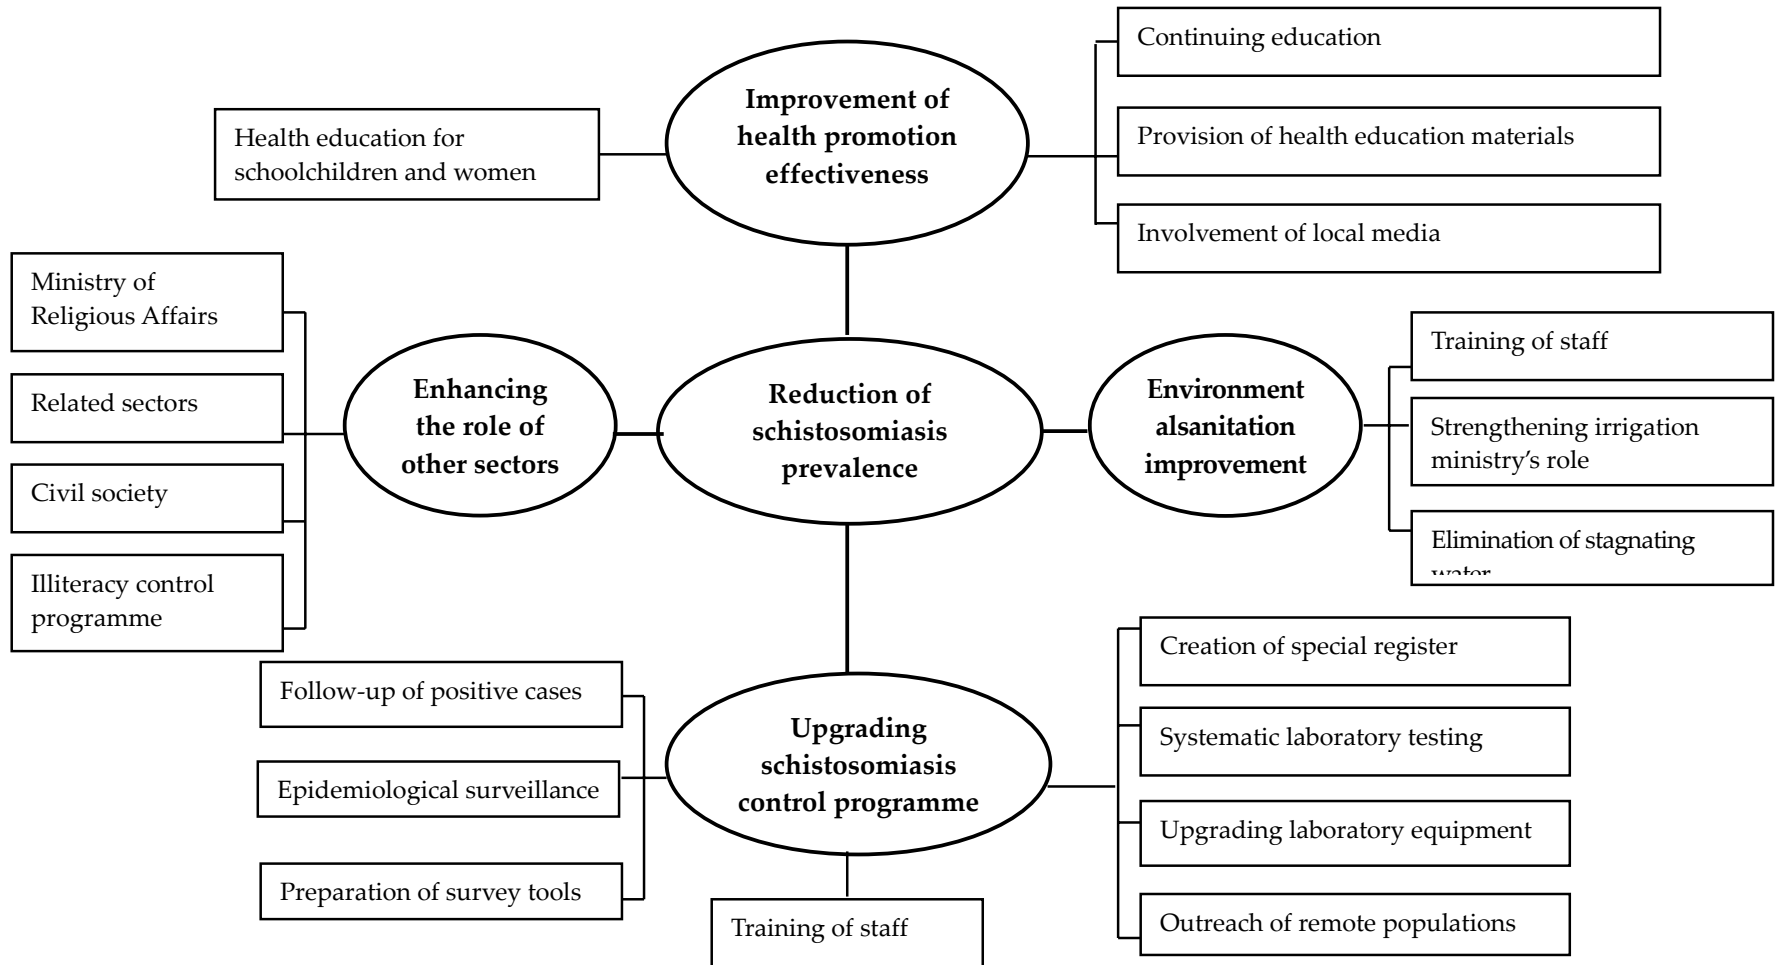 Continuing education
Improvement of
health promotion
effectiveness
Health education for
schoolchildren and women
Provision of health education materials
Involvement of local media
Ministry of
Religious Affairs
Related sectors
Civil society
Illiteracy control
programme
Enhancing
the role of
other sectors
Reduction of
schistosomiasis
prevalence
Environment
alsanitation
improvement
Training of staff
Strengthening irrigation
ministry’s role
Elimination of stagnating
water
Follow-up of positive cases
Epidemiological surveillance
Preparation of survey tools
Upgrading
schistosomiasis
control programme
Training of staff
Creation of special register
Systematic laboratory testing
Upgrading laboratory equipment
Outreach of remote populations